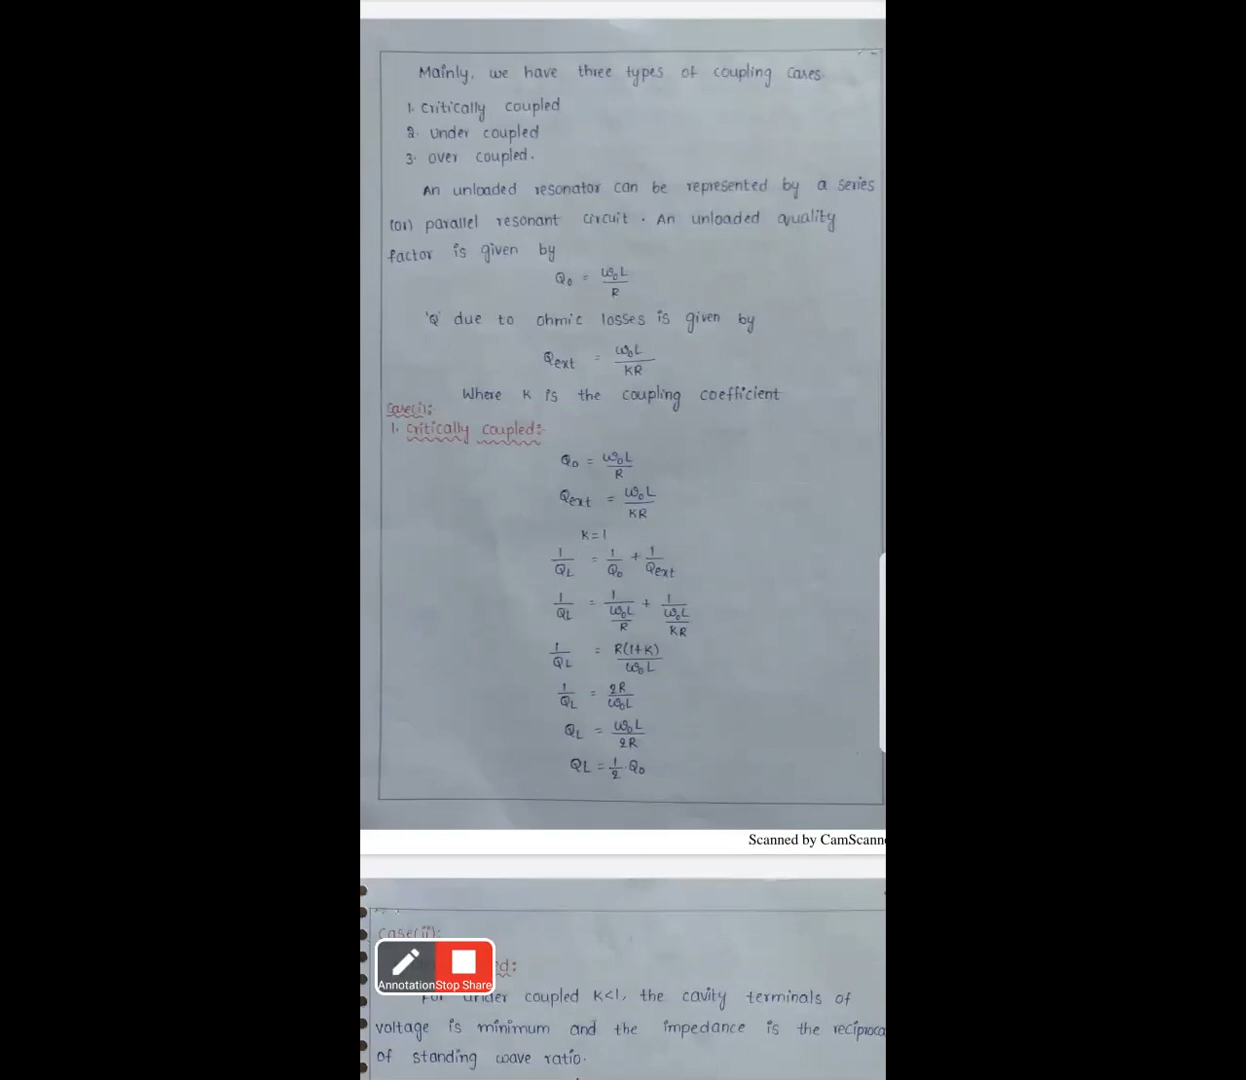 Mainly, we have three types of coupling cases.
1. critically coupled
2. under coupled
3. over coupled.
An unloaded resonator can be represented by a series
(or) parallel resonant circuit. An unloaded quality
factor is given by
Q₀ = ω₀L / R
'Q' due to ohmic losses is given by
Qext = ω₀L / KR
Where K is the coupling coefficient
Case(i):
1. critically coupled:-
Q₀ = ω₀L / R
Qext = ω₀L / KR
K=1
1/QL = 1/Q₀ + 1/Qext
1/QL = 1/(ω₀L/R) + 1/(ω₀L/KR)
1/QL = R(1+K) / ω₀L
1/QL = 2R / ω₀L
QL = ω₀L / 2R
QL = 1/2 . Q₀
Scanned by CamScann
Case(ii):
d:
For under coupled K<1, the cavity terminals of
voltage is minimum and the impedance is the reciproca
of standing wave ratio.
Annotation Stop Share